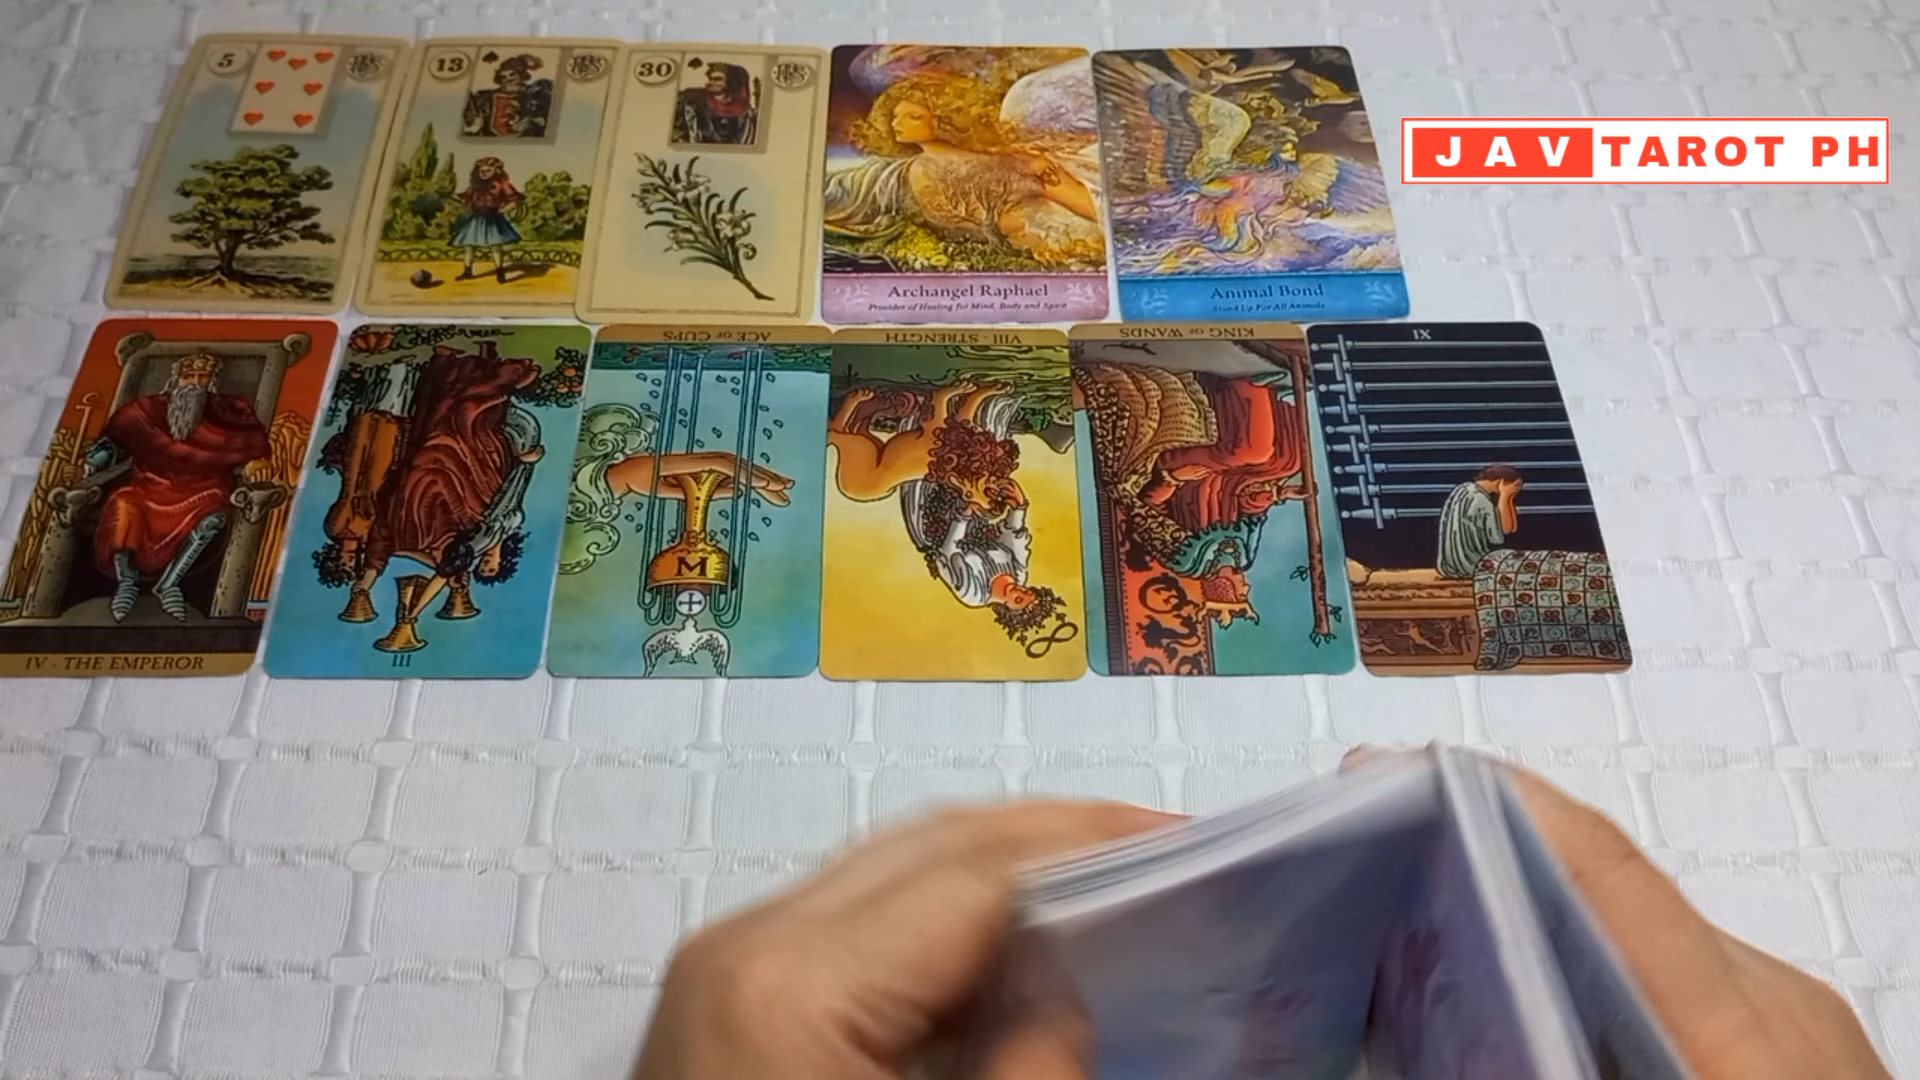 5
13
30
JAV TAROT PH
Archangel Raphael
Provider of Healing for Mind, Body and Spirit
Animal Bond
Stand Up For All Animals
ACE OF CUPS
VIII - STRENGTH
KING OF WANDS
IX
M
IV - THE EMPEROR
III